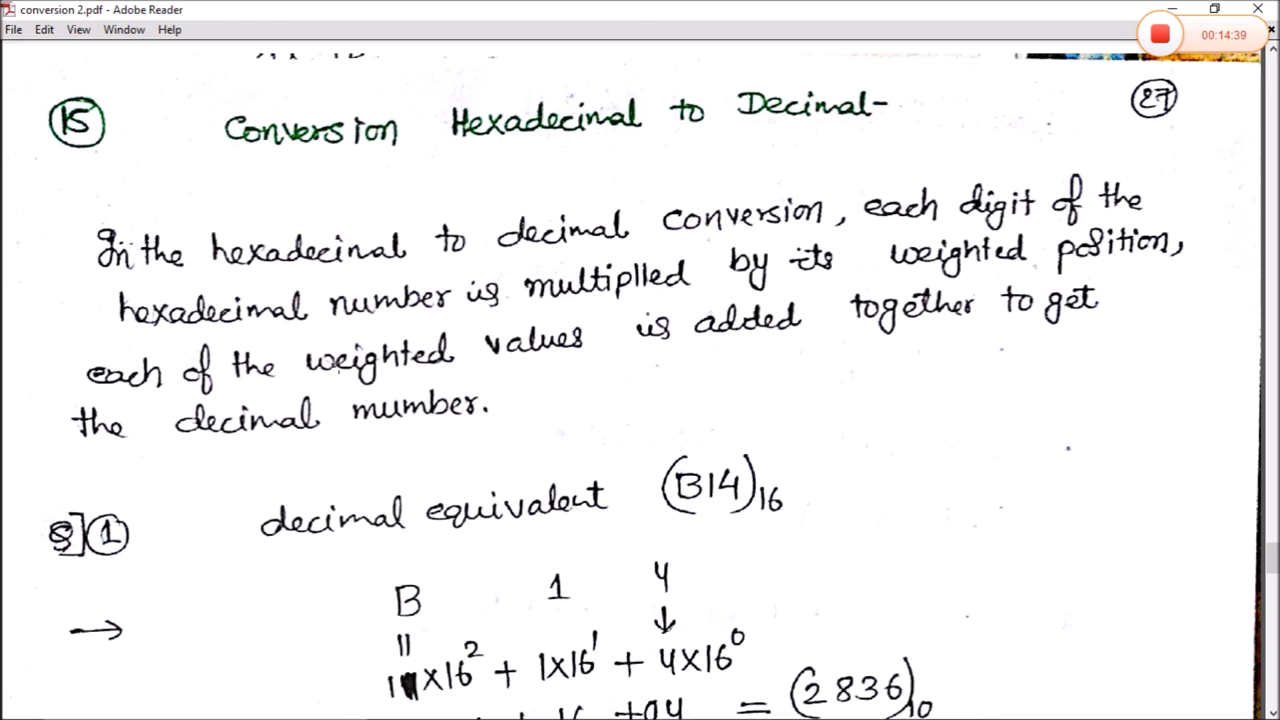 conversion 2.pdf - Adobe Reader
File Edit View Window Help
00:14:39
15 Conversion Hexadecimal to Decimal- 27
In the hexadecimal to decimal conversion, each digit of the
hexadecimal number is multiplied by its weighted position,
each of the weighted values is added together to get
the decimal mumber.
1 decimal equivalent (B14)16
B 1 4
→ 11 ↓
11×16² + 1×16¹ + 4×16⁰
= (2836)10